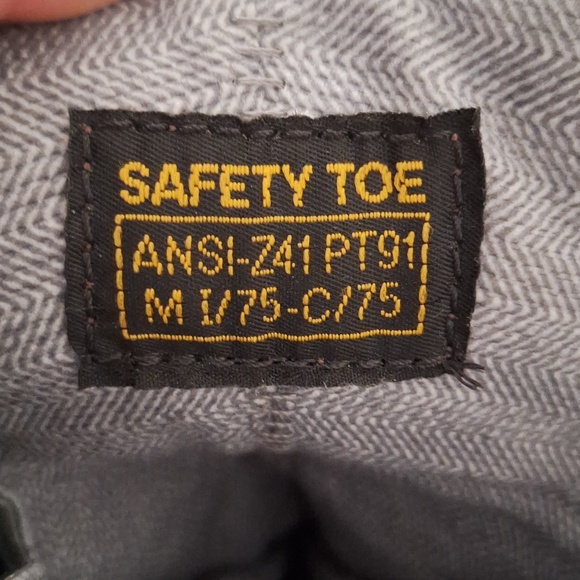 SAFETY TOE
ANSI-Z41 PT91
M I/75-C/75